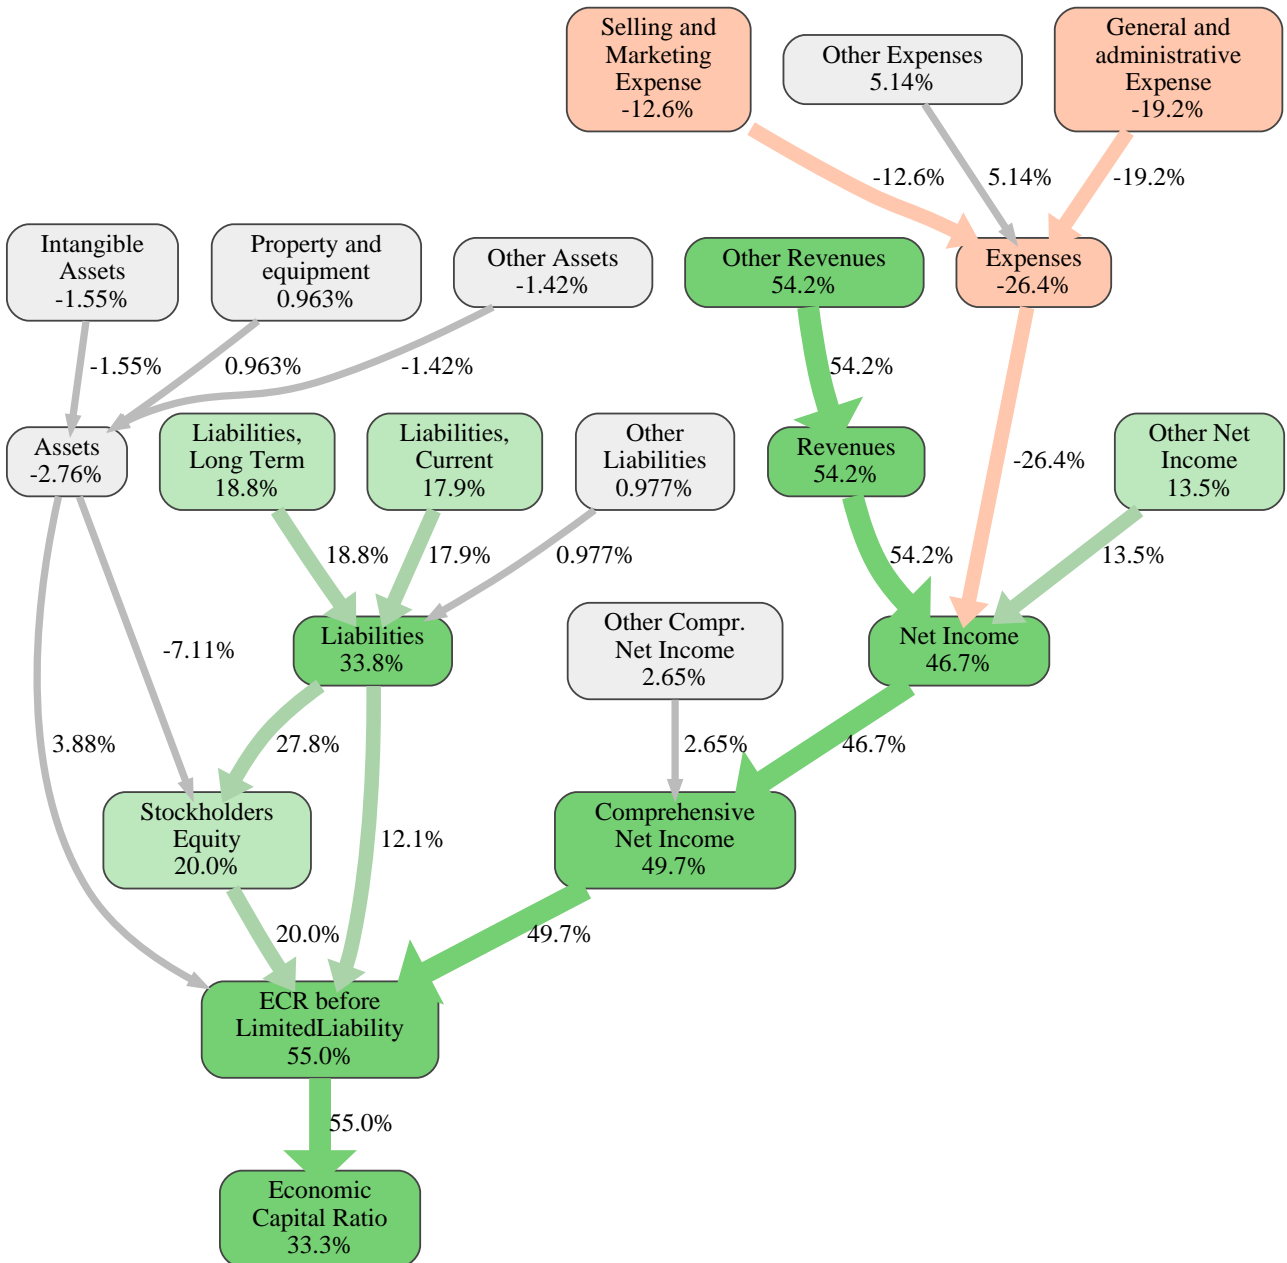 Selling and
Marketing
Expense
-12.6%
Other Expenses
5.14%
General and
administrative
Expense
-19.2%
-12.6%
5.14%
-19.2%
Intangible
Assets
-1.55%
Property and
equipment
0.963%
Other Assets
-1.42%
Other Revenues
54.2%
Expenses
-26.4%
-1.55%
0.963%
-1.42%
54.2%
Assets
-2.76%
Liabilities,
Long Term
18.8%
Liabilities,
Current
17.9%
Other
Liabilities
0.977%
Revenues
54.2%
-26.4%
Other Net
Income
13.5%
18.8%
17.9%
0.977%
54.2%
13.5%
Liabilities
33.8%
Other Compr.
Net Income
2.65%
Net Income
46.7%
-7.11%
3.88%
27.8%
2.65%
46.7%
Stockholders
Equity
20.0%
12.1%
Comprehensive
Net Income
49.7%
20.0%
49.7%
ECR before
LimitedLiability
55.0%
55.0%
Economic
Capital Ratio
33.3%